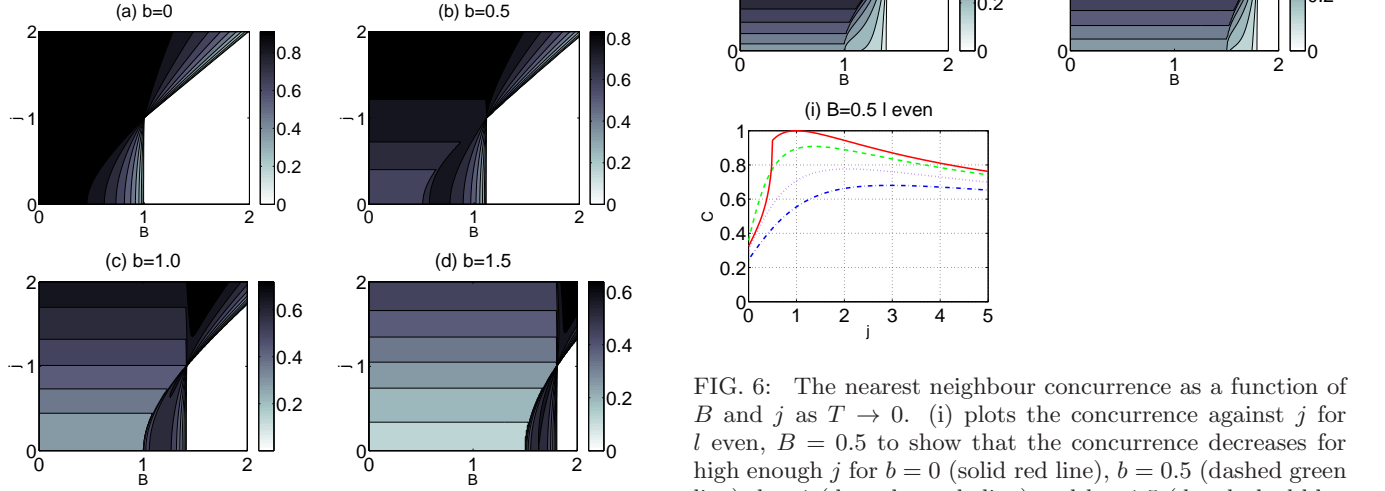 (a) b=0
2
1
0
j
0 1 2
B
0.8
0.6
0.4
0.2
0
(b) b=0.5
2
1
0
j
0 1 2
B
0.8
0.6
0.4
0.2
0
(c) b=1.0
2
1
0
j
0 1 2
B
0.6
0.4
0.2
(d) b=1.5
2
1
0
j
0 1 2
B
0.6
0.4
0.2
0
0
0 1 2
B
0.2
0
0
0 1 2
B
0
(i) B=0.5 l even
1
0.8
0.6
0.4
0.2
0
C
0 1 2 3 4 5
j
FIG. 6: The nearest neighbour concurrence as a function of
B and j as T → 0. (i) plots the concurrence against j for
l even, B = 0.5 to show that the concurrence decreases for
high enough j for b = 0 (solid red line), b = 0.5 (dashed green